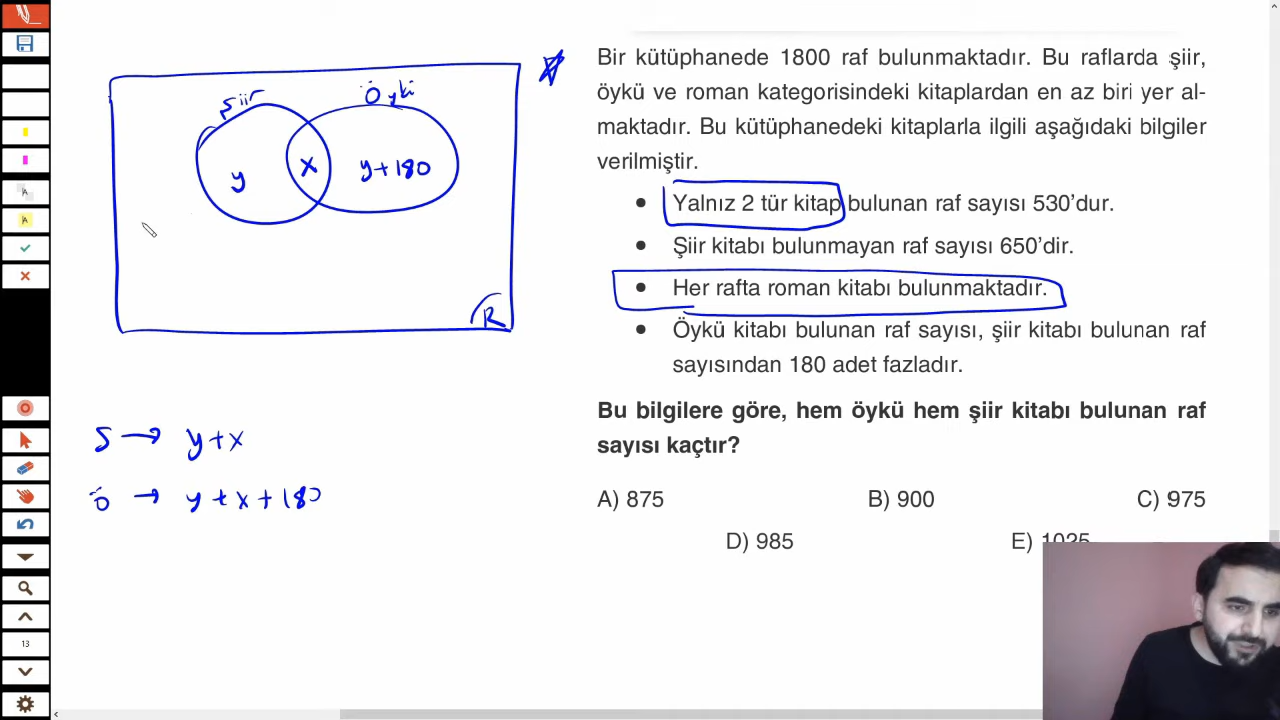 Şiir Öykü
y x y+180
R
S → y+x
Ö → y+x+180
Bir kütüphanede 1800 raf bulunmaktadır. Bu raflarda şiir,
öykü ve roman kategorisindeki kitaplardan en az biri yer al-
maktadır. Bu kütüphanedeki kitaplarla ilgili aşağıdaki bilgiler
verilmiştir.
• Yalnız 2 tür kitap bulunan raf sayısı 530'dur.
• Şiir kitabı bulunmayan raf sayısı 650'dir.
• Her rafta roman kitabı bulunmaktadır.
• Öykü kitabı bulunan raf sayısı, şiir kitabı bulunan raf
sayısından 180 adet fazladır.
Bu bilgilere göre, hem öykü hem şiir kitabı bulunan raf
sayısı kaçtır?
A) 875 B) 900 C) 975
D) 985 E) 1025
13